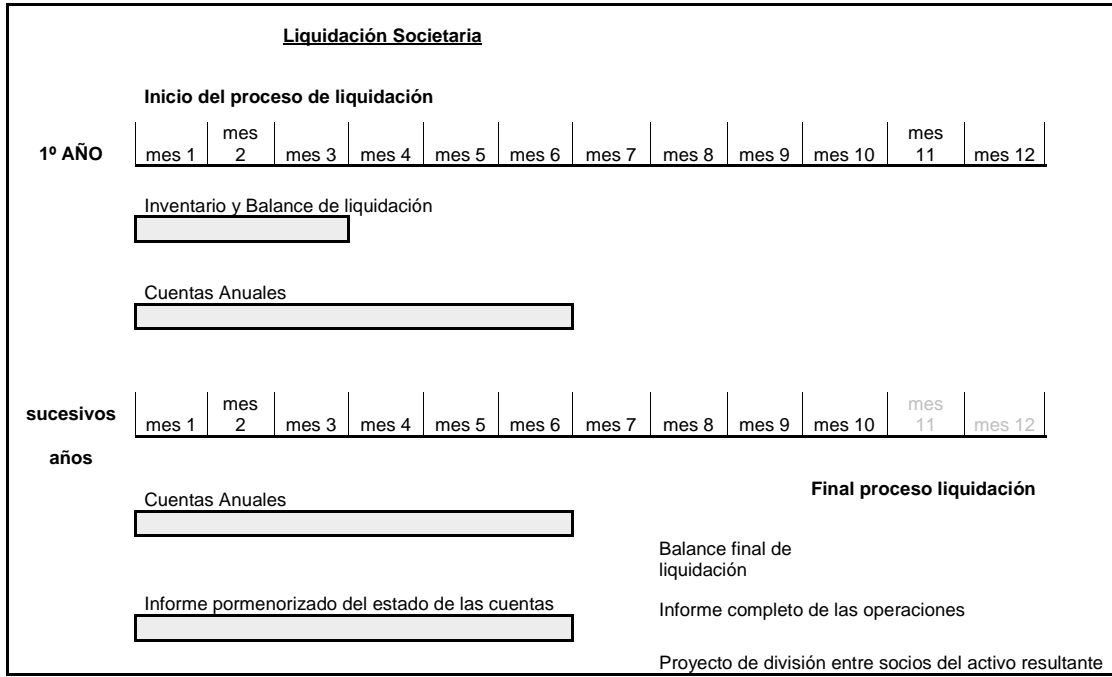 Liquidación Societaria
Inicio del proceso de liquidación
1º AÑO mes 1 mes 2 mes 3 mes 4 mes 5 mes 6 mes 7 mes 8 mes 9 mes 10 mes 11 mes 12
Inventario y Balance de liquidación
Cuentas Anuales
sucesivos mes 1 mes 2 mes 3 mes 4 mes 5 mes 6 mes 7 mes 8 mes 9 mes 10 mes 11 mes 12
años
Final proceso liquidación
Cuentas Anuales
Balance final de
liquidación
Informe pormenorizado del estado de las cuentas
Informe completo de las operaciones
Proyecto de división entre socios del activo resultante